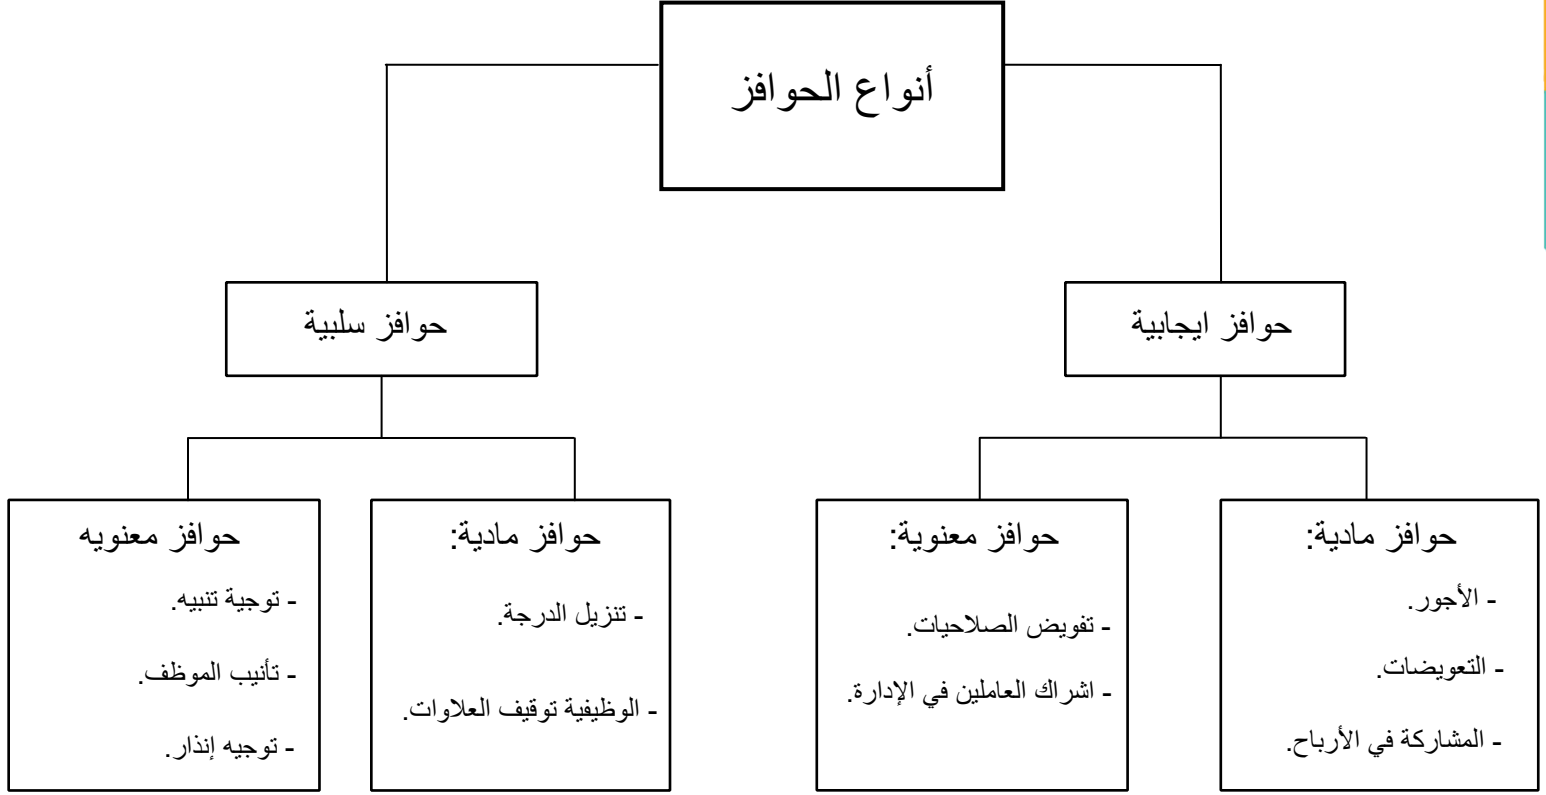 أنواع الحوافز
حوافز ايجابية
حوافز سلبية
حوافز مادية:
- الأجور.
- التعويضات.
- المشاركة في الأرباح.
حوافز معنوية:
- تفويض الصلاحيات.
- اشراك العاملين في الإدارة.
حوافز مادية:
- تنزيل الدرجة.
- الوظيفية توقيف العلاوات.
حوافز معنويه
- توجية تنبيه.
- تأنيب الموظف.
- توجيه إنذار.